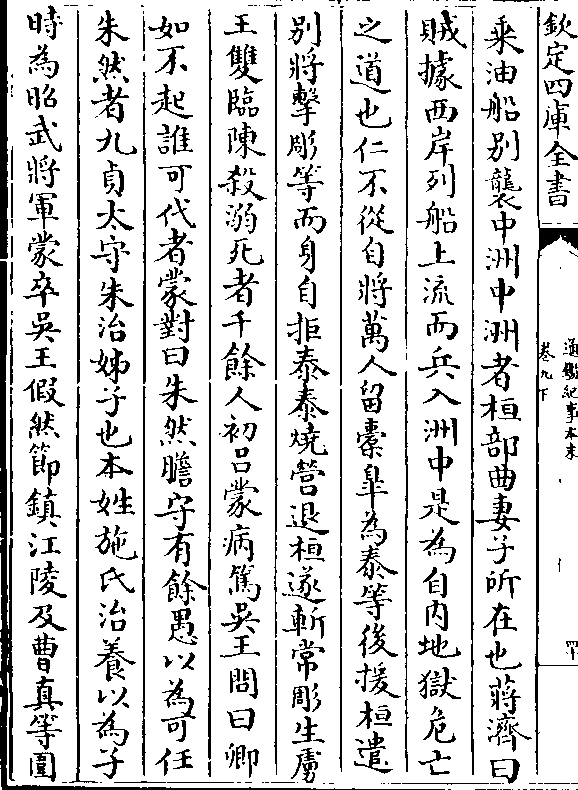 欽定四庫全書
通鑑紀事本末
卷九下
四十
乘油船别襲中洲中洲者桓部曲妻子所在也蔣濟曰
賊據西岸列船上流而兵入洲中是為自内地獄危亡
之道也仁不從自將萬人留橐臯為泰等後援桓遣
别將擊彫等而身自拒泰泰燒營退桓遂斬常彫生虜
王雙臨陳殺溺死者千餘人初吕蒙病篤吳王問曰卿
如不起誰可代者蒙對曰朱然膽守有餘愚以為可任
朱然者九貞太守朱治姊子也本姓施氏治養以為子
時為昭武將軍蒙卒吳王假然節鎮江陵及曹真等圍